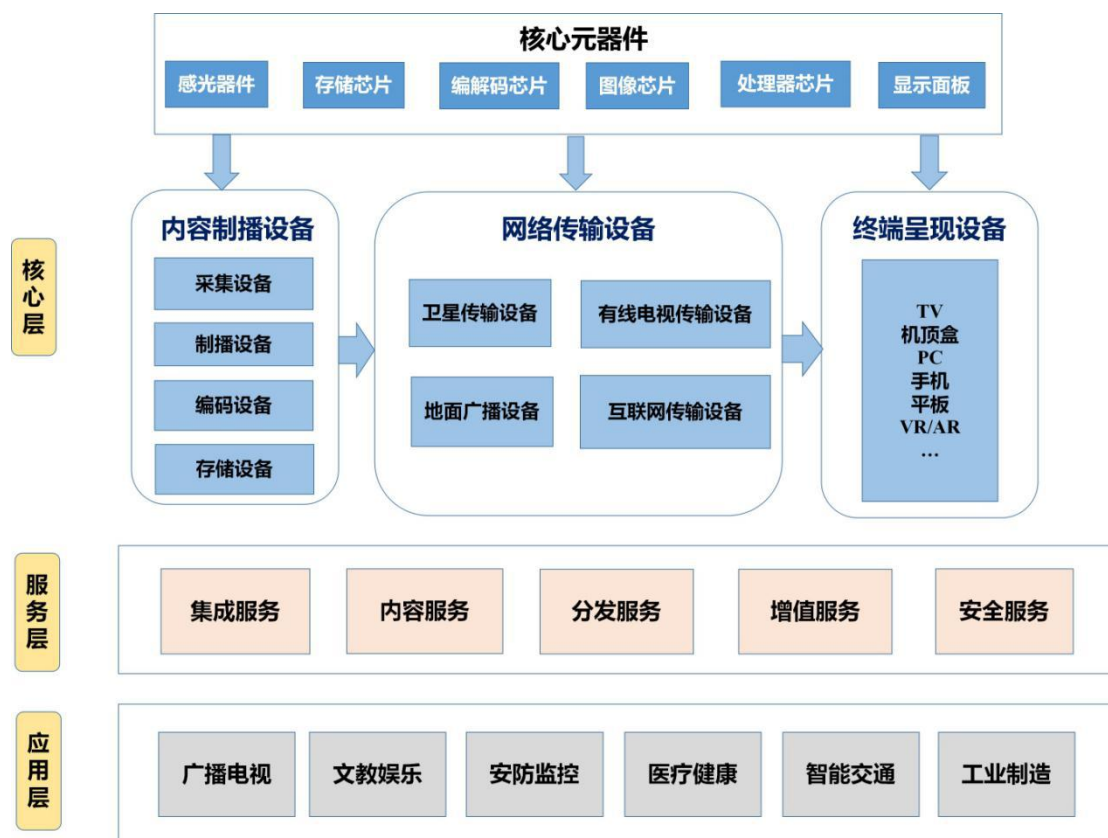 核心元器件
感光器件
存储芯片
编解码芯片
图像芯片
处理器芯片
显示面板
核心层
内容制播设备
采集设备
制播设备
编码设备
存储设备
网络传输设备
卫星传输设备
有线电视传输设备
地面广播设备
互联网传输设备
终端呈现设备
TV
机顶盒
PC
手机
平板
VR/AR
…
服务层
集成服务
内容服务
分发服务
增值服务
安全服务
应用层
广播电视
文教娱乐
安防监控
医疗健康
智能交通
工业制造